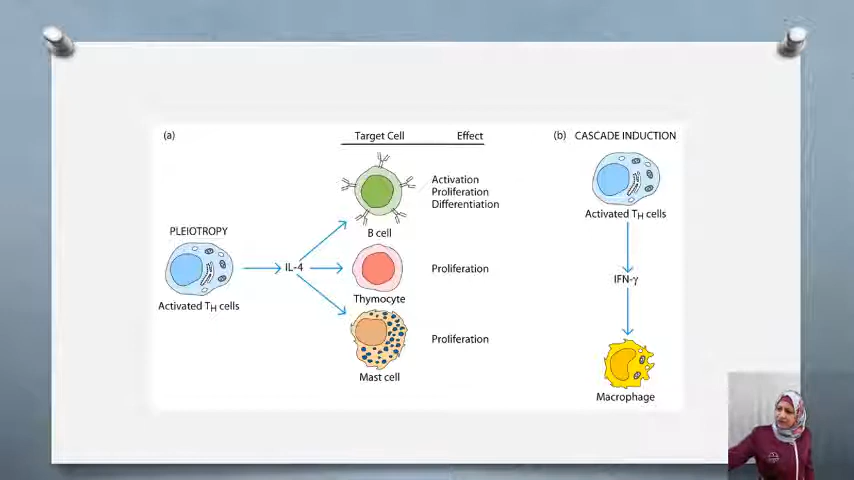 (a)
Target Cell Effect
PLEIOTROPY
Activated TH cells
IL-4
B cell
Activation
Proliferation
Differentiation
Thymocyte
Proliferation
Mast cell
Proliferation
(b) CASCADE INDUCTION
Activated TH cells
IFN-γ
Macrophage